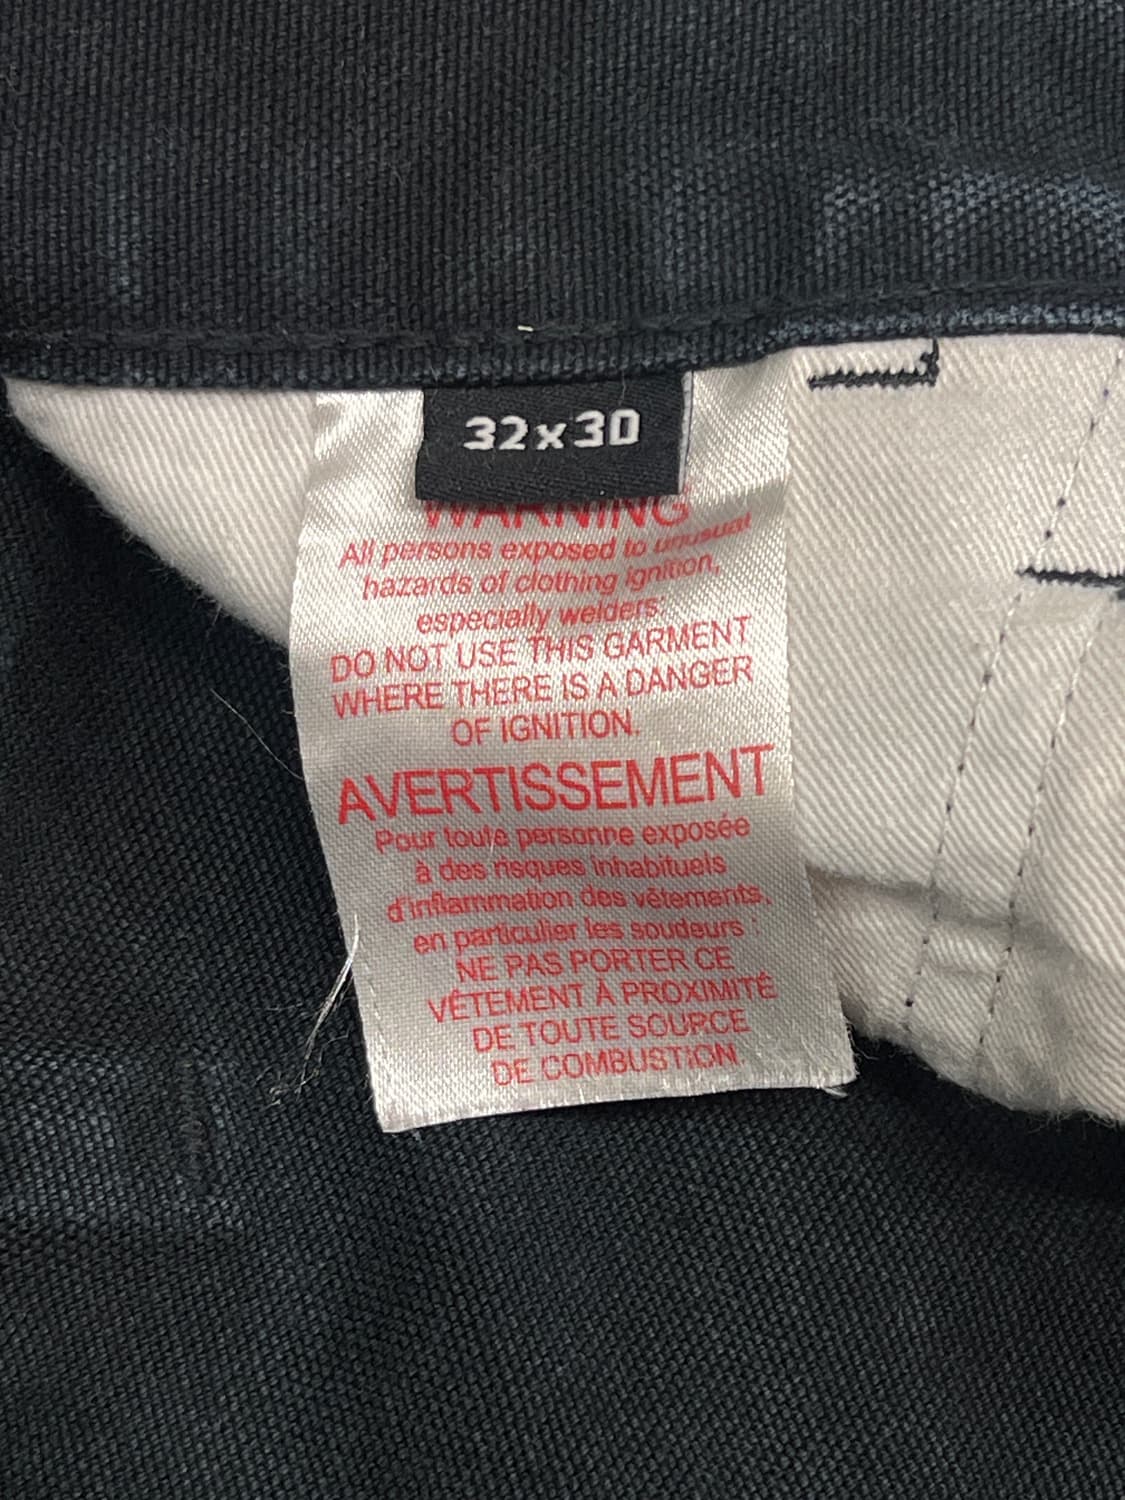 32x30
WARNING
All persons exposed to unusual
hazards of clothing ignition,
especially welders:
DO NOT USE THIS GARMENT
WHERE THERE IS A DANGER
OF IGNITION.
AVERTISSEMENT
Pour toute personne exposée
à des risques inhabituels
d'inflammation des vêtements,
en particulier les soudeurs :
NE PAS PORTER CE
VÊTEMENT À PROXIMITÉ
DE TOUTE SOURCE
DE COMBUSTION.